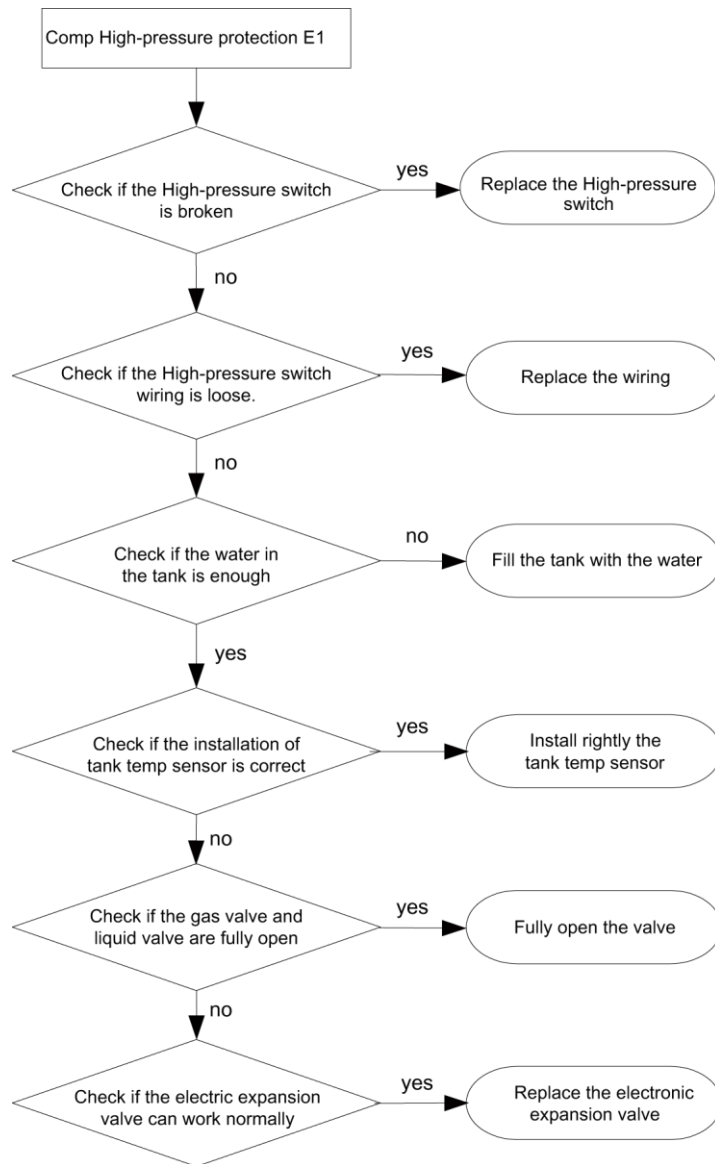 Comp High-pressure protection E1
Check if the High-pressure switch
is broken
yes
Replace the High-pressure
switch
no
Check if the High-pressure switch
wiring is loose.
yes
Replace the wiring
no
Check if the water in
the tank is enough
no
Fill the tank with the water
yes
Check if the installation of
tank temp sensor is correct
yes
Install rightly the
tank temp sensor
no
Check if the gas valve and
liquid valve are fully open
yes
Fully open the valve
no
Check if the electric expansion
valve can work normally
yes
Replace the electronic
expansion valve